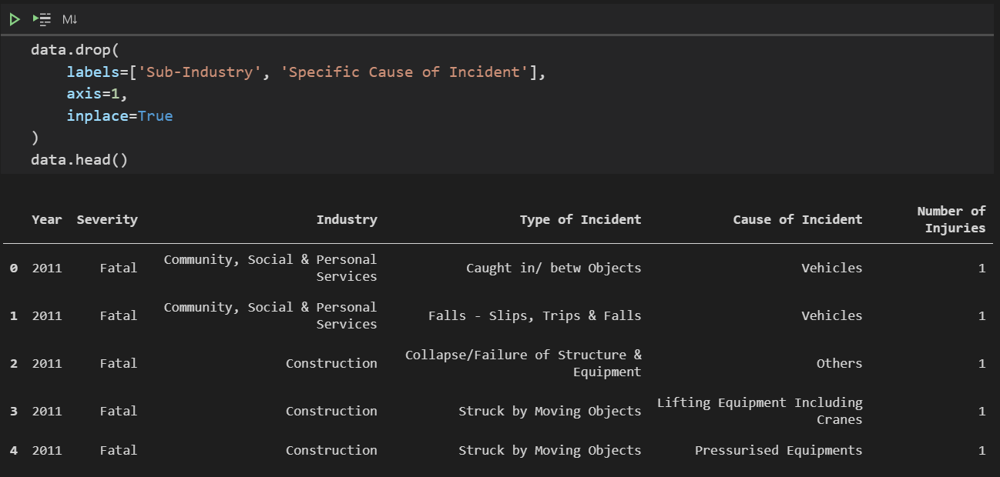 M↓
data.drop(
    labels=['Sub-Industry', 'Specific Cause of Incident'],
    axis=1,
    inplace=True
)
data.head()
Year Severity Industry Type of Incident Cause of Incident Number of
Injuries
0 2011 Fatal Community, Social & Personal
Services Caught in/ betw Objects Vehicles 1
1 2011 Fatal Community, Social & Personal
Services Falls - Slips, Trips & Falls Vehicles 1
2 2011 Fatal Construction Collapse/Failure of Structure &
Equipment Others 1
3 2011 Fatal Construction Struck by Moving Objects Lifting Equipment Including
Cranes 1
4 2011 Fatal Construction Struck by Moving Objects Pressurised Equipments 1